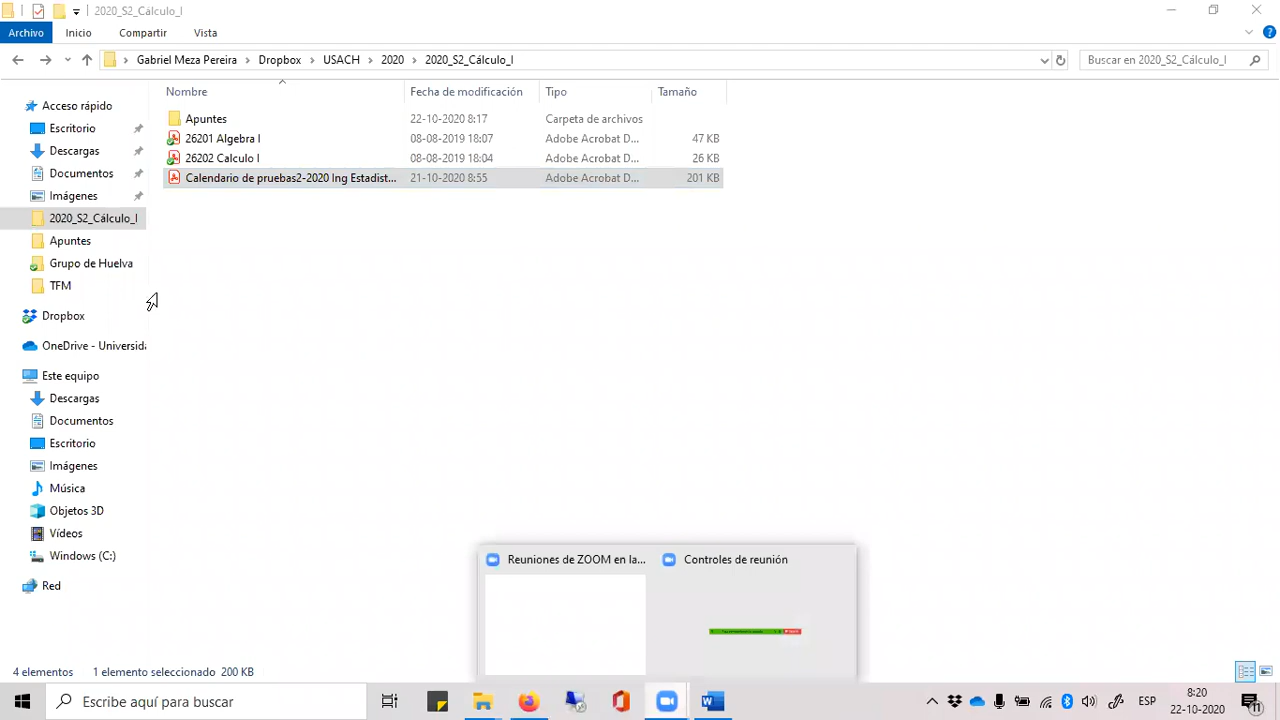 2020_S2_Cálculo_I
Archivo Inicio Compartir Vista
Gabriel Meza Pereira Dropbox USACH 2020 2020_S2_Cálculo_I Buscar en 2020_S2_Cálculo_I
Nombre Fecha de modificación Tipo Tamaño
Apuntes 22-10-2020 8:17 Carpeta de archivos
26201 Algebra I 08-08-2019 18:07 Adobe Acrobat D... 47 KB
26202 Calculo I 08-08-2019 18:04 Adobe Acrobat D... 26 KB
Calendario de pruebas2-2020 Ing Estadist... 21-10-2020 8:55 Adobe Acrobat D... 201 KB
Acceso rápido
Escritorio
Descargas
Documentos
Imágenes
2020_S2_Cálculo_I
Apuntes
Grupo de Huelva
TFM
Dropbox
OneDrive - Universida
Este equipo
Descargas
Documentos
Escritorio
Imágenes
Música
Objetos 3D
Vídeos
Windows (C:)
Red
Reuniones de ZOOM en la... Controles de reunión
4 elementos 1 elemento seleccionado 200 KB
Escribe aquí para buscar
ESP
8:20
22-10-2020